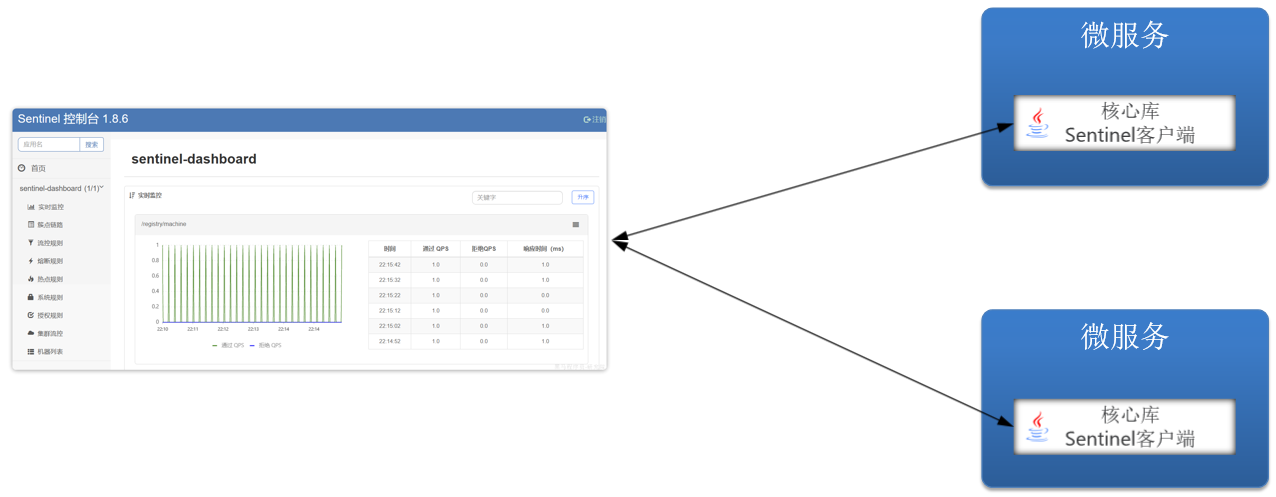 微服务
核心库
Sentinel客户端
Sentinel 控制台 1.8.6
注销
应用名
搜索
首页
sentinel-dashboard (1/1)
实时监控
簇点链路
流控规则
熔断规则
热点规则
系统规则
授权规则
集群流控
机器列表
sentinel-dashboard
实时监控
关键字
升序
/registry/machine
1
0.8
0.6
0.4
0.2
0
22:10
22:11
22:12
22:13
22:14
22:14
通过 QPS
拒绝 QPS
时间 通过 QPS 拒绝QPS 响应时间 (ms)
22:15:42 1.0 0.0 1.0
22:15:32 1.0 0.0 1.0
22:15:22 1.0 0.0 0.0
22:15:12 1.0 0.0 0.0
22:15:02 1.0 0.0 1.0
22:14:52 1.0 0.0 1.0
微服务
核心库
Sentinel客户端